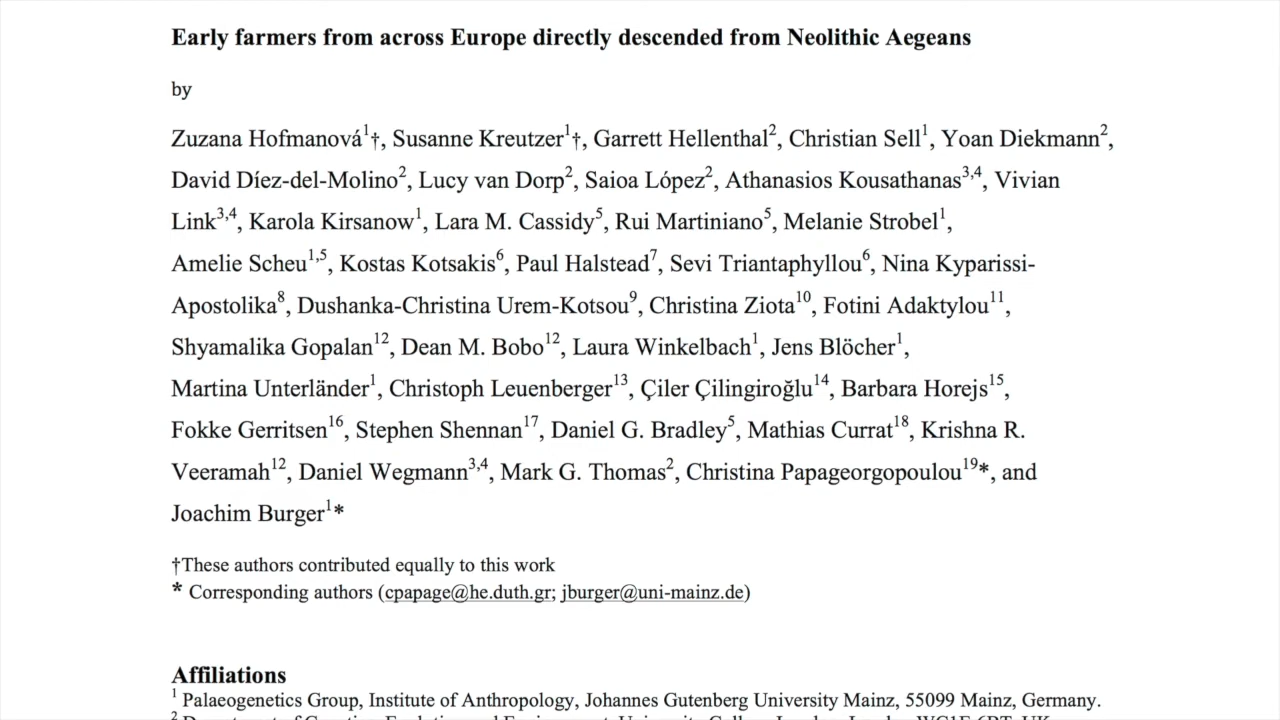 Early farmers from across Europe directly descended from Neolithic Aegeans
by
Zuzana Hofmanová1†, Susanne Kreutzer1†, Garrett Hellenthal2, Christian Sell1, Yoan Diekmann2,
David Díez-del-Molino2, Lucy van Dorp2, Saioa López2, Athanasios Kousathanas3,4, Vivian
Link3,4, Karola Kirsanow1, Lara M. Cassidy5, Rui Martiniano5, Melanie Strobel1,
Amelie Scheu1,5, Kostas Kotsakis6, Paul Halstead7, Sevi Triantaphyllou6, Nina Kyparissi-
Apostolika8, Dushanka-Christina Urem-Kotsou9, Christina Ziota10, Fotini Adaktylou11,
Shyamalika Gopalan12, Dean M. Bobo12, Laura Winkelbach1, Jens Blöcher1,
Martina Unterländer1, Christoph Leuenberger13, Çiler Çilingiroğlu14, Barbara Horejs15,
Fokke Gerritsen16, Stephen Shennan17, Daniel G. Bradley5, Mathias Currat18, Krishna R.
Veeramah12, Daniel Wegmann3,4, Mark G. Thomas2, Christina Papageorgopoulou19*, and
Joachim Burger1*
†These authors contributed equally to this work
* Corresponding authors (cpapage@he.duth.gr; jburger@uni-mainz.de)
Affiliations
1 Palaeogenetics Group, Institute of Anthropology, Johannes Gutenberg University Mainz, 55099 Mainz, Germany.